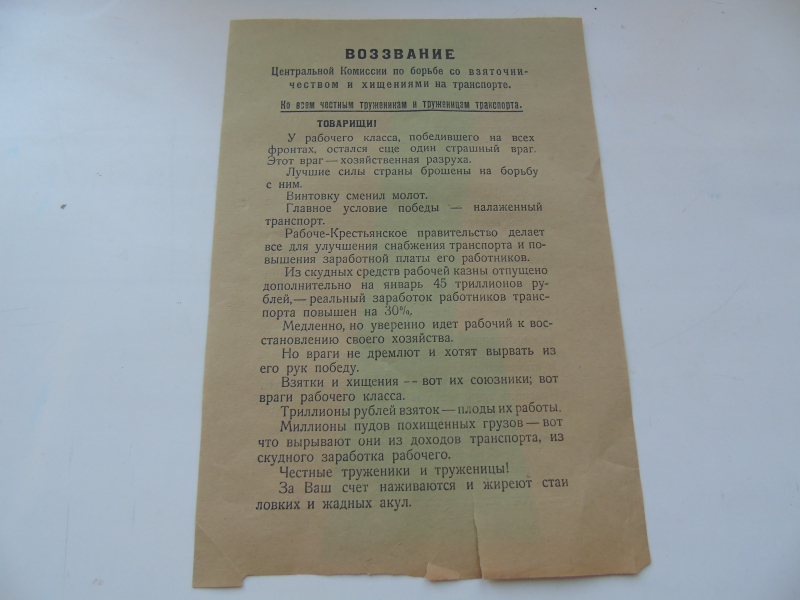 ВОЗЗВАНИЕ
Центральной Комиссии по борьбе со взяточни-
чеством и хищениями на транспорте.
Ко всем честным труженикам и труженицам транспорта.
ТОВАРИЩИ!
У рабочего класса, победившего на всех
фронтах, остался еще один страшный враг.
Этот враг — хозяйственная разруха.
Лучшие силы страны брошены на борьбу
с ним.
Винтовку сменил молот.
Главное условие победы — налаженный
транспорт.
Рабоче-Крестьянское правительство делает
все для улучшения снабжения транспорта и по-
вышения заработной платы его работников.
Из скудных средств рабочей казны отпущено
дополнительно на январь 45 триллионов ру-
блей,— реальный заработок работников транс-
порта повышен на 30%.
Медленно, но уверенно идет рабочий к вос-
становлению своего хозяйства.
Но враги не дремлют и хотят вырвать из
его рук победу.
Взятки и хищения -- вот их союзники; вот
враги рабочего класса.
Триллионы рублей взяток — плоды их работы.
Миллионы пудов похищенных грузов — вот
что вырывают они из доходов транспорта, из
скудного заработка рабочего.
Честные труженики и труженицы!
За Ваш счет наживаются и жиреют стаи
ловких и жадных акул.